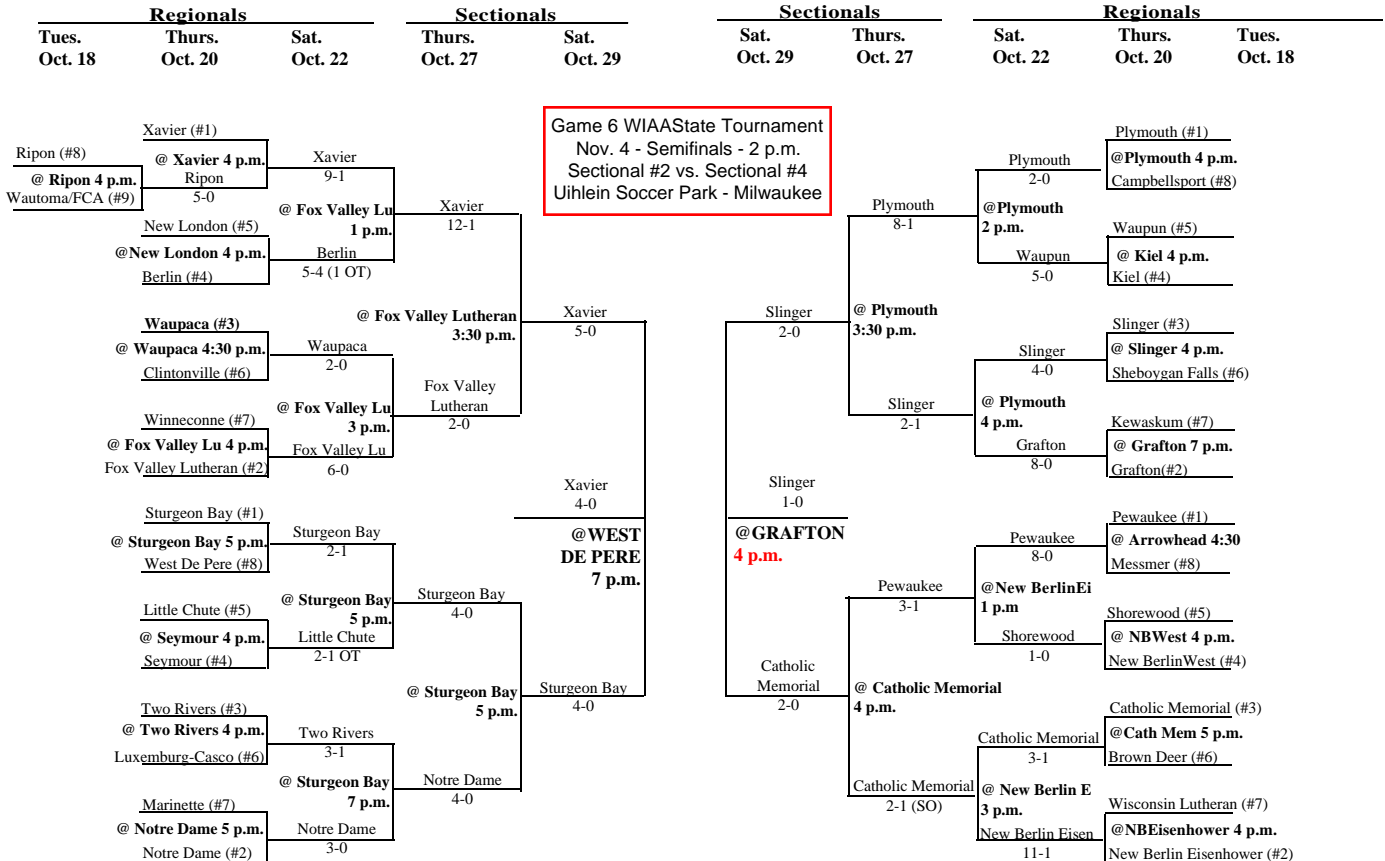 Regionals Sectionals Sectionals Regionals
Tues. Thurs. Sat. Thurs. Sat. Sat. Thurs. Sat. Thurs. Tues.
Oct. 18 Oct. 20 Oct. 22 Oct. 27 Oct. 29 Oct. 29 Oct. 27 Oct. 22 Oct. 20 Oct. 18
Game 6 WIAAState Tournament
Nov. 4 - Semifinals - 2 p.m.
Sectional #2 vs. Sectional #4
Uihlein Soccer Park - Milwaukee
Ripon (#8)
@ Ripon 4 p.m.
Wautoma/FCA (#9)
Xavier (#1)
@ Xavier 4 p.m.
Ripon
5-0
New London (#5)
@New London 4 p.m.
Berlin (#4)
Waupaca (#3)
@ Waupaca 4:30 p.m.
Clintonville (#6)
Winneconne (#7)
@ Fox Valley Lu 4 p.m.
Fox Valley Lutheran (#2)
Sturgeon Bay (#1)
@ Sturgeon Bay 5 p.m.
West De Pere (#8)
Little Chute (#5)
@ Seymour 4 p.m.
Seymour (#4)
Two Rivers (#3)
@ Two Rivers 4 p.m.
Luxemburg-Casco (#6)
Marinette (#7)
@ Notre Dame 5 p.m.
Notre Dame (#2)
Xavier
9-1
@ Fox Valley Lu
1 p.m.
Berlin
5-4 (1 OT)
Waupaca
2-0
@ Fox Valley Lu
3 p.m.
Fox Valley Lu
6-0
Sturgeon Bay
2-1
@ Sturgeon Bay
5 p.m.
Little Chute
2-1 OT
Two Rivers
3-1
@ Sturgeon Bay
7 p.m.
Notre Dame
3-0
Xavier
12-1
@ Fox Valley Lutheran
3:30 p.m.
Fox Valley
Lutheran
2-0
Sturgeon Bay
4-0
@ Sturgeon Bay
5 p.m.
Notre Dame
4-0
Xavier
5-0
Xavier
4-0
@WEST
DE PERE
7 p.m.
Sturgeon Bay
4-0
Slinger
2-0
Slinger
1-0
@GRAFTON
4 p.m.
Catholic
Memorial
2-0
Plymouth
8-1
@ Plymouth
3:30 p.m.
Slinger
2-1
Pewaukee
3-1
@ Catholic Memorial
4 p.m.
Catholic Memorial
2-1 (SO)
Plymouth
2-0
@Plymouth
2 p.m.
Waupun
5-0
Slinger
4-0
@ Plymouth
4 p.m.
Grafton
8-0
Pewaukee
8-0
@New BerlinEi
1 p.m
Shorewood
1-0
Catholic Memorial
3-1
@ New Berlin E
3 p.m.
New Berlin Eisen
11-1
Plymouth (#1)
@Plymouth 4 p.m.
Campbellsport (#8)
Waupun (#5)
@ Kiel 4 p.m.
Kiel (#4)
Slinger (#3)
@ Slinger 4 p.m.
Sheboygan Falls (#6)
Kewaskum (#7)
@ Grafton 7 p.m.
Grafton(#2)
Pewaukee (#1)
@ Arrowhead 4:30
Messmer (#8)
Shorewood (#5)
@ NBWest 4 p.m.
New BerlinWest (#4)
Catholic Memorial (#3)
@Cath Mem 5 p.m.
Brown Deer (#6)
Wisconsin Lutheran (#7)
@NBEisenhower 4 p.m.
New Berlin Eisenhower (#2)